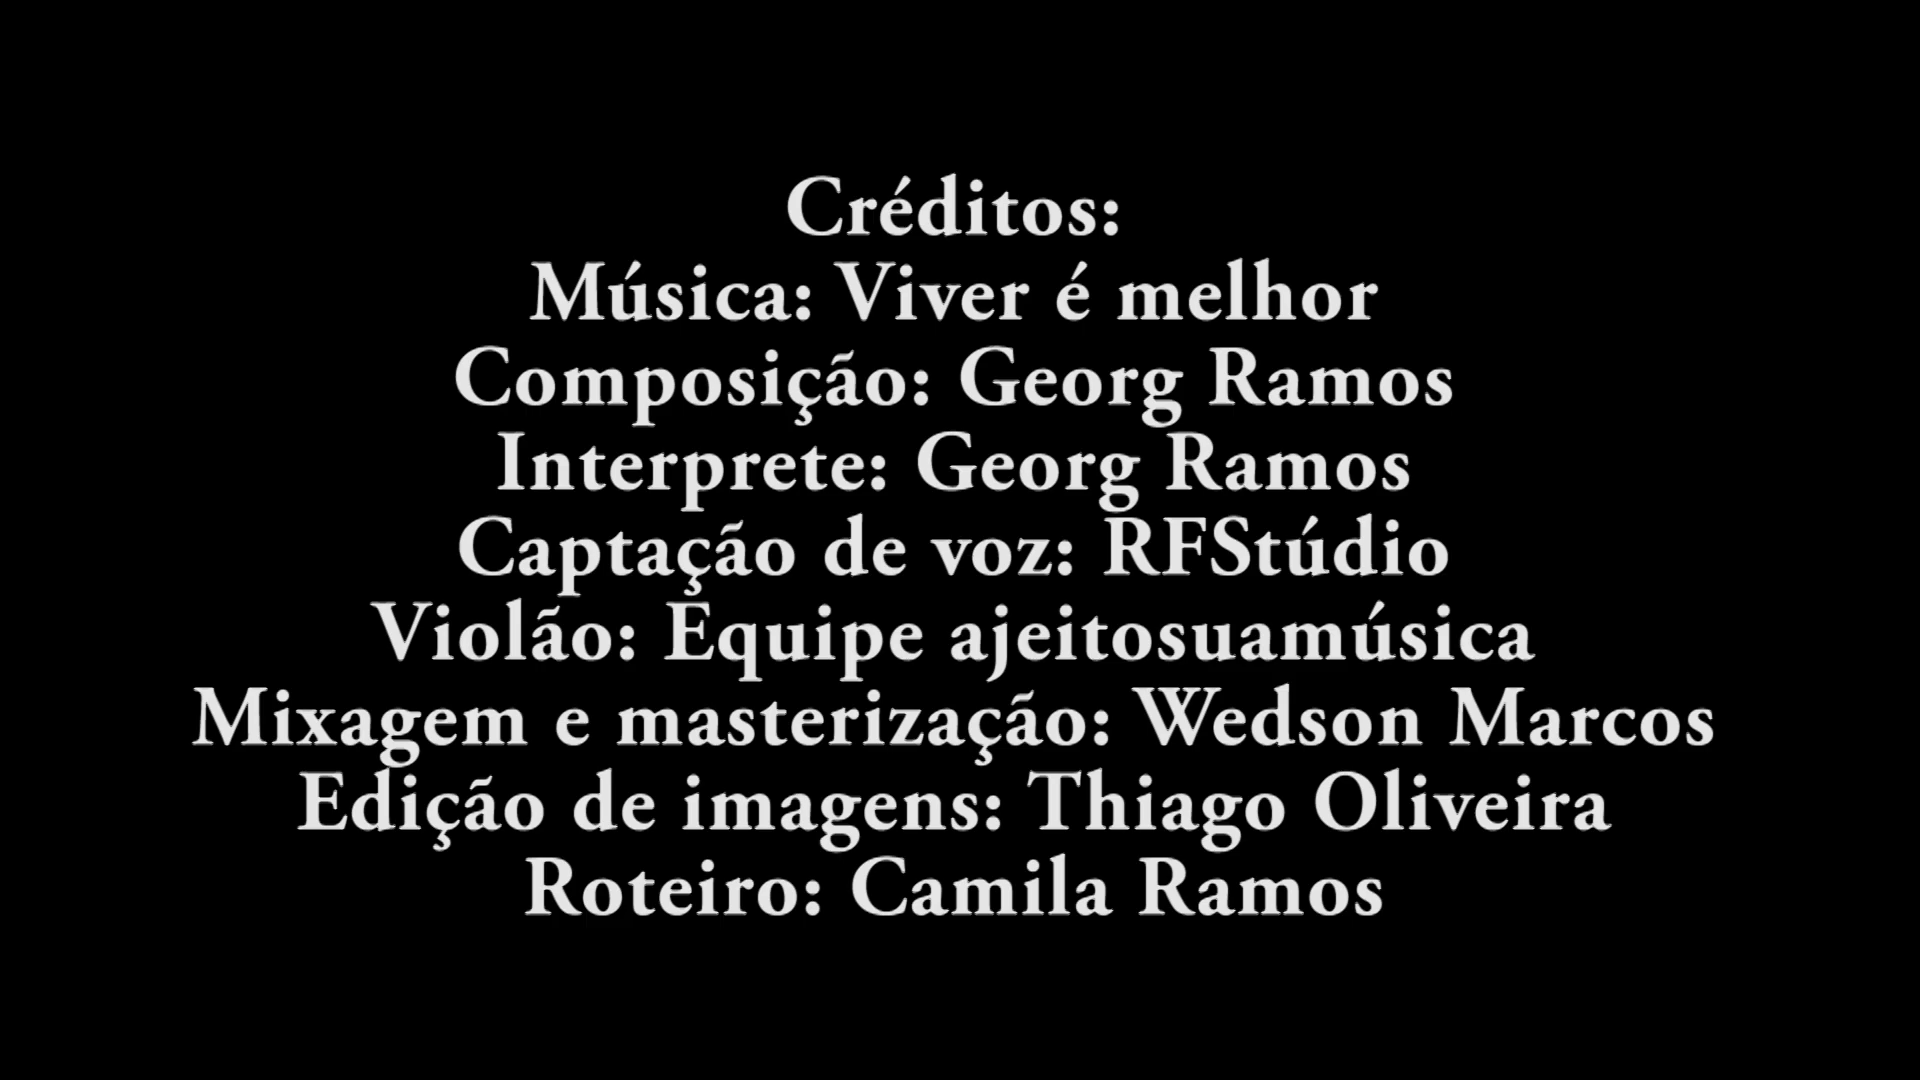 Créditos:
Música: Viver é melhor
Composição: Georg Ramos
Interprete: Georg Ramos
Captação de voz: RFStúdio
Violão: Equipe ajeitosuamúsica
Mixagem e masterização: Wedson Marcos
Edição de imagens: Thiago Oliveira
Roteiro: Camila Ramos